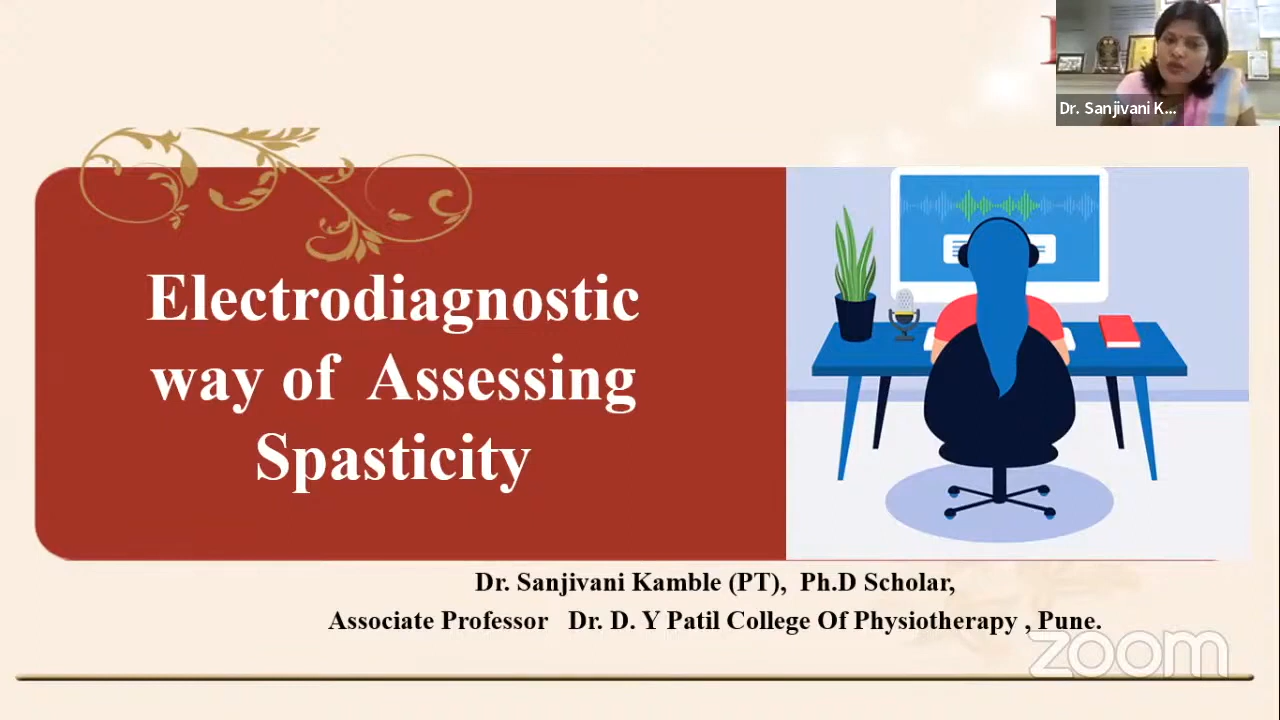 Dr. Sanjivani K...
Electrodiagnostic
way of Assessing
Spasticity
Dr. Sanjivani Kamble (PT), Ph.D Scholar,
Associate Professor Dr. D. Y Patil College Of Physiotherapy , Pune.
zoom